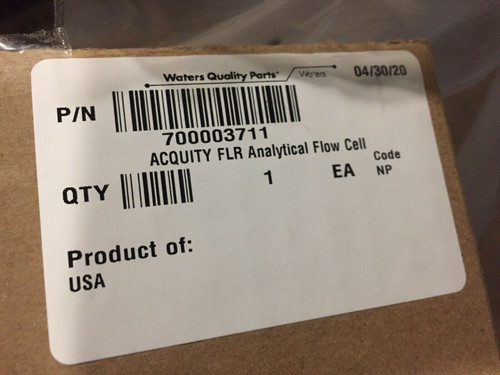 Waters Quality Parts® Waters 04/30/20
P/N
700003711
ACQUITY FLR Analytical Flow Cell
QTY 1 EA Code
NP
Product of:
USA